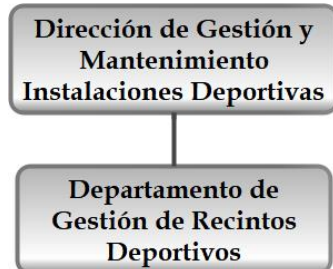 Dirección de Gestión y
Mantenimiento
Instalaciones Deportivas
Departamento de
Gestión de Recintos
Deportivos